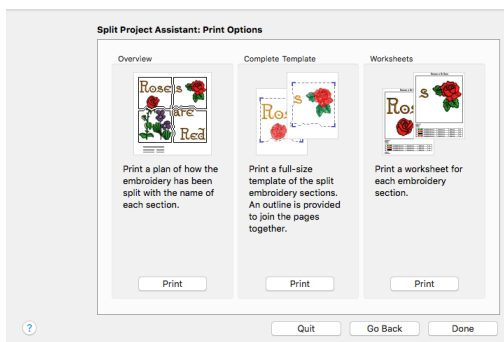 Split Project Assistant: Print Options
Overview
Roses
are
Red
Print a plan of how the
embroidery has been
split with the name of
each section.
Print
Complete Template
Ro
s
Print a full-size
template of the split
embroidery sections.
An outline is provided
to join the pages
together.
Print
Worksheets
Ro
s
Print a worksheet for
each embroidery
section.
Print
?
Quit
Go Back
Done